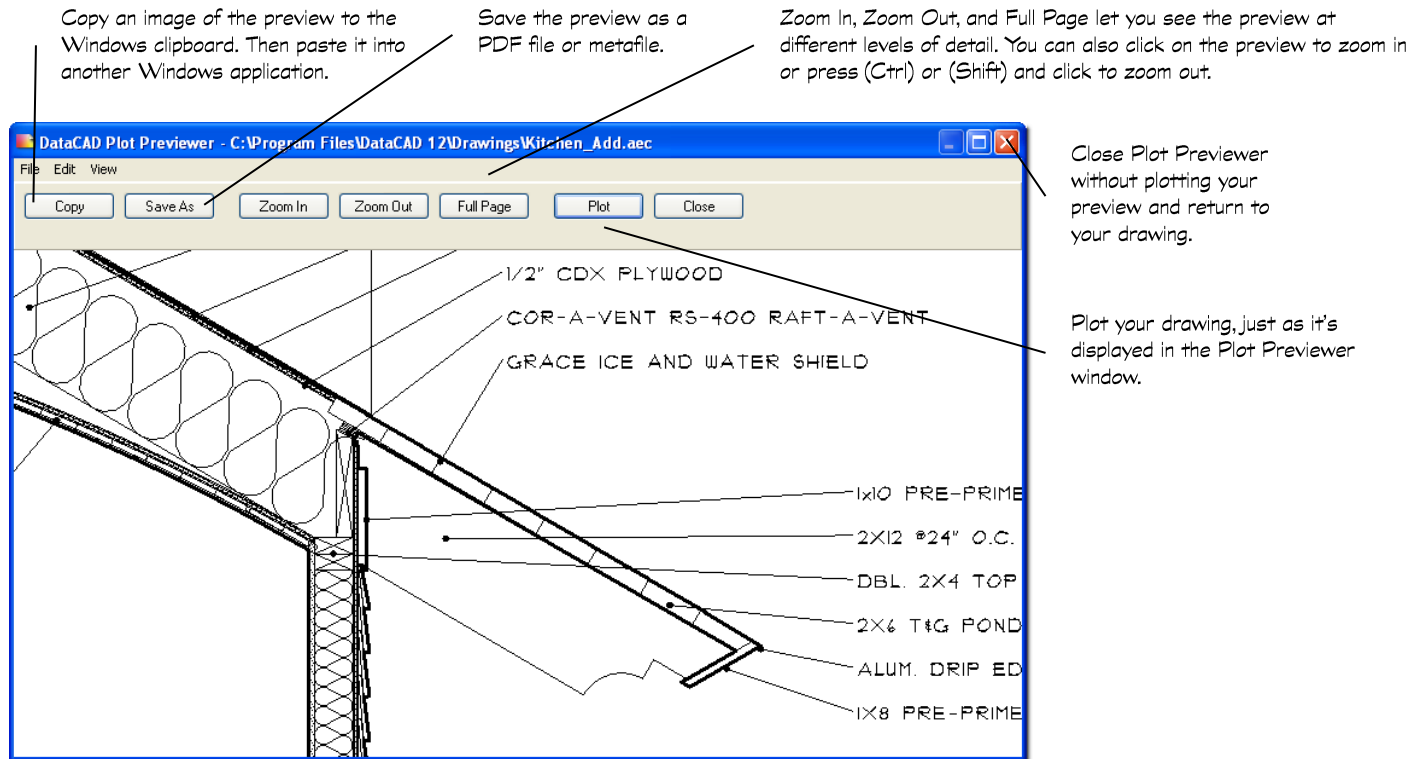 Copy an image of the preview to the
Windows clipboard. Then paste it into
another Windows application.
Save the preview as a
PDF file or metafile.
Zoom In, Zoom Out, and Full Page let you see the preview at
different levels of detail. You can also click on the preview to zoom in
or press (Ctrl) or (Shift) and click to zoom out.
DataCAD Plot Previewer - C:\Program Files\DataCAD 12\Drawings\Kitchen_Add.aec
File Edit View
Copy Save As Zoom In Zoom Out Full Page Plot Close
Close Plot Previewer
without plotting your
preview and return to
your drawing.
Plot your drawing, just as it's
displayed in the Plot Previewer
window.
1/2" CDX PLYWOOD
COR-A-VENT RS-400 RAFT-A-VENT
GRACE ICE AND WATER SHIELD
1x10 PRE-PRIME
2X12 @24" O.C.
DBL. 2X4 TOP
2X6 T&G POND
ALUM. DRIP ED
1X8 PRE-PRIME